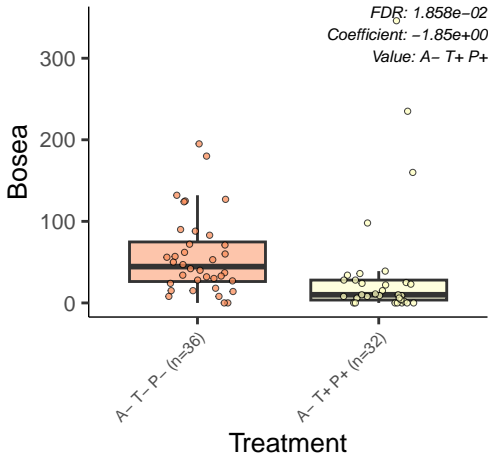 FDR: 1.858e−02
Coefficient: −1.85e+00
Value: A− T+ P+
300
200
100
0
Bosea
A− T− P− (n=36)
A− T+ P+ (n=32)
Treatment